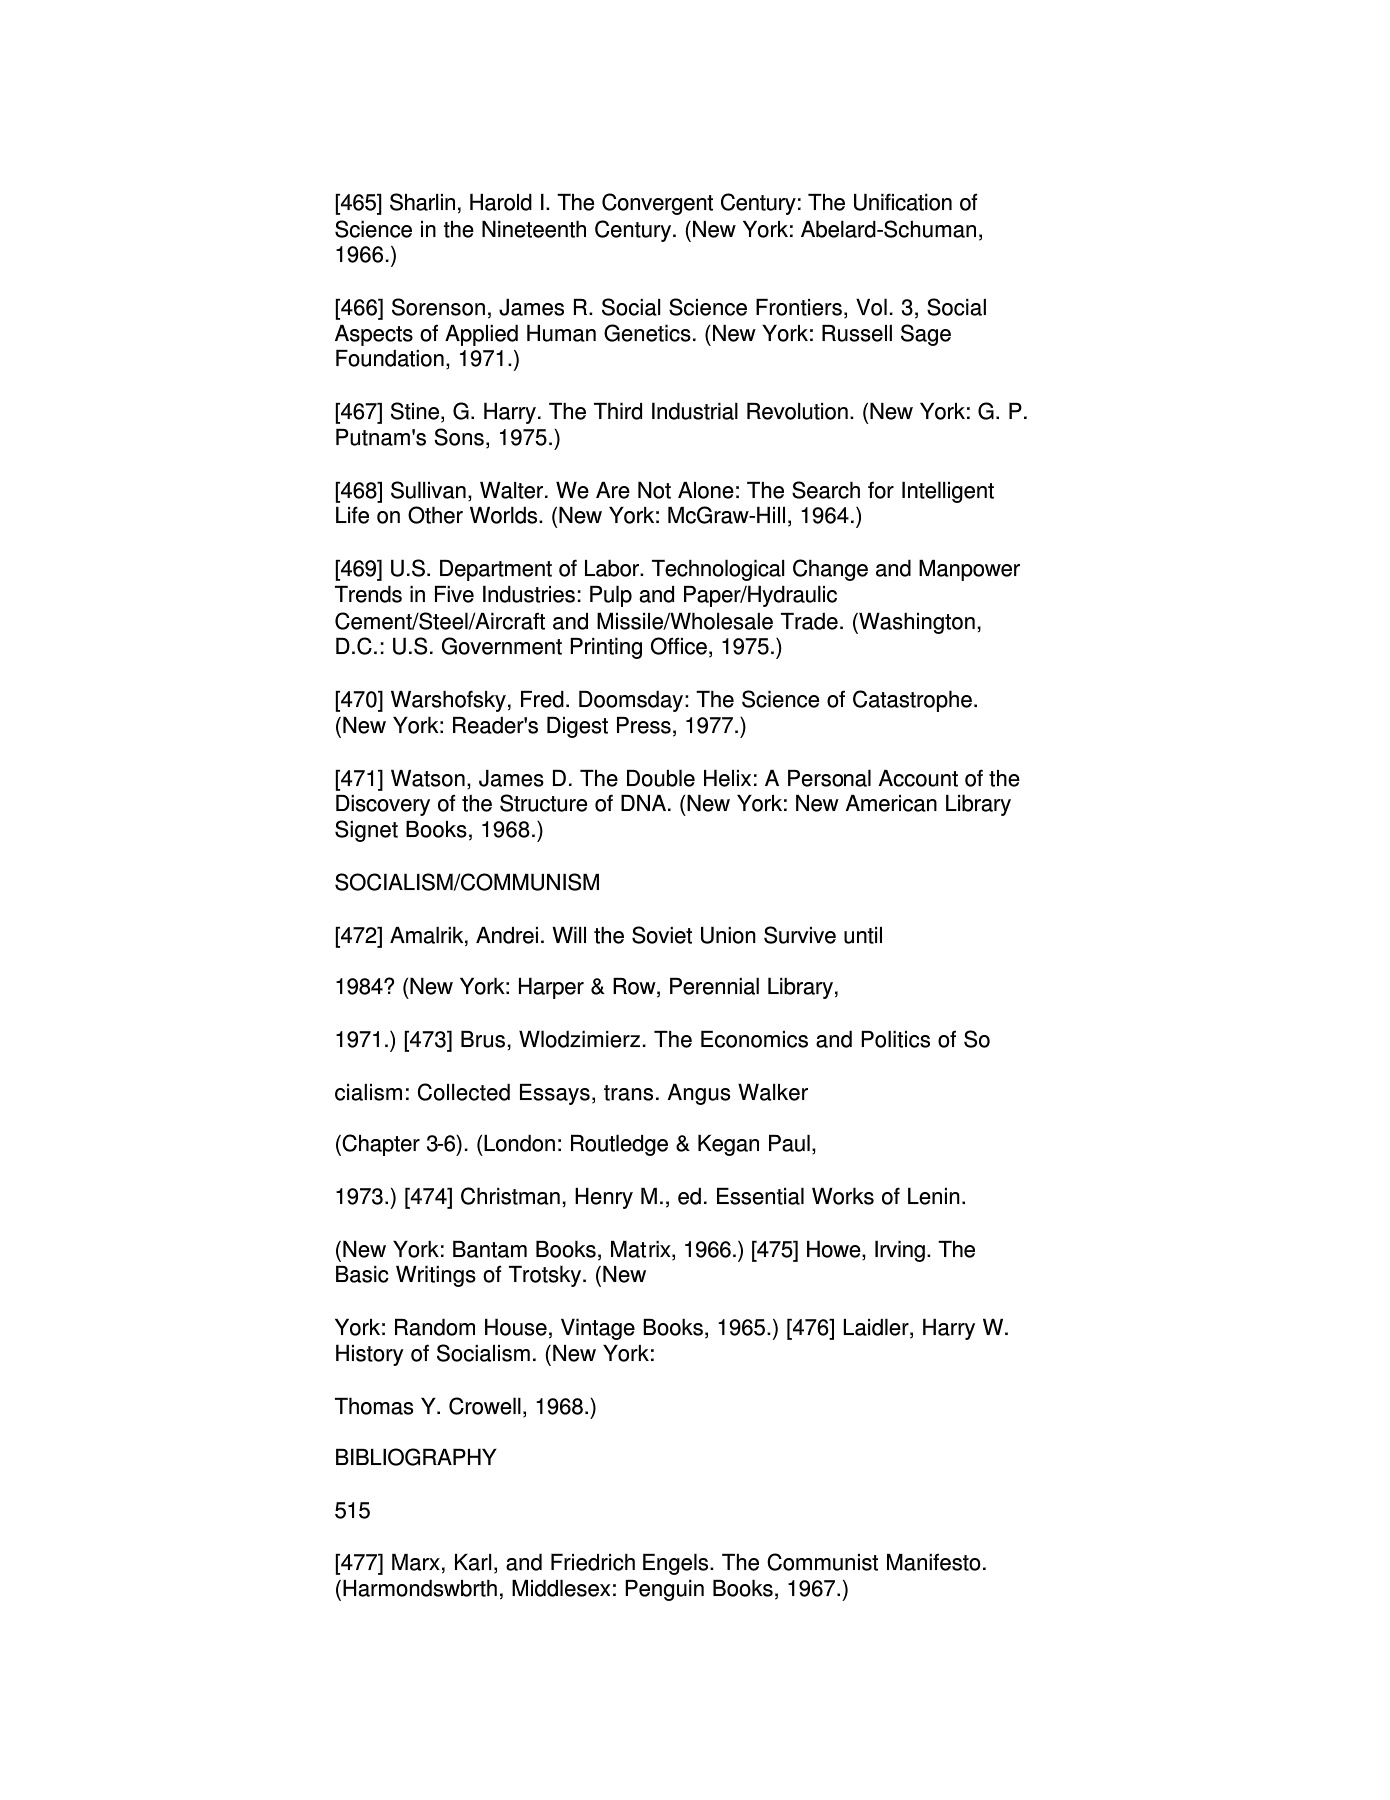 [465] Sharlin, Harold I. The Convergent Century: The Unification of
Science in the Nineteenth Century. (New York: Abelard-Schuman,
1966.)
[466] Sorenson, James R. Social Science Frontiers, Vol. 3, Social
Aspects of Applied Human Genetics. (New York: Russell Sage
Foundation, 1971.)
[467] Stine, G. Harry. The Third Industrial Revolution. (New York: G. P.
Putnam's Sons, 1975.)
[468] Sullivan, Walter. We Are Not Alone: The Search for Intelligent
Life on Other Worlds. (New York: McGraw-Hill, 1964.)
[469] U.S. Department of Labor. Technological Change and Manpower
Trends in Five Industries: Pulp and Paper/Hydraulic
Cement/Steel/Aircraft and Missile/Wholesale Trade. (Washington,
D.C.: U.S. Government Printing Office, 1975.)
[470] Warshofsky, Fred. Doomsday: The Science of Catastrophe.
(New York: Reader's Digest Press, 1977.)
[471] Watson, James D. The Double Helix: A Personal Account of the
Discovery of the Structure of DNA. (New York: New American Library
Signet Books, 1968.)
SOCIALISM/COMMUNISM
[472] Amalrik, Andrei. Will the Soviet Union Survive until
1984? (New York: Harper & Row, Perennial Library,
1971.) [473] Brus, Wlodzimierz. The Economics and Politics of So
cialism: Collected Essays, trans. Angus Walker
(Chapter 3-6). (London: Routledge & Kegan Paul,
1973.) [474] Christman, Henry M., ed. Essential Works of Lenin.
(New York: Bantam Books, Matrix, 1966.) [475] Howe, Irving. The
Basic Writings of Trotsky. (New
York: Random House, Vintage Books, 1965.) [476] Laidler, Harry W.
History of Socialism. (New York:
Thomas Y. Crowell, 1968.)
BIBLIOGRAPHY
515
[477] Marx, Karl, and Friedrich Engels. The Communist Manifesto.
(Harmondswbrth, Middlesex: Penguin Books, 1967.)